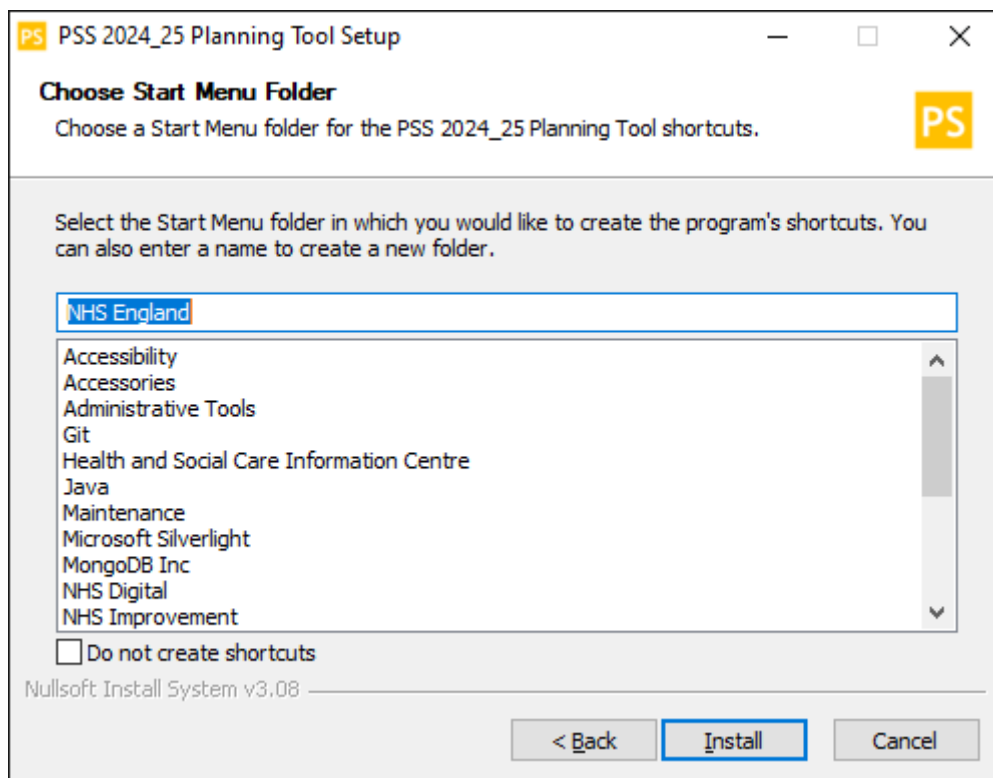 PS PSS 2024_25 Planning Tool Setup
Choose Start Menu Folder
Choose a Start Menu folder for the PSS 2024_25 Planning Tool shortcuts.
PS
Select the Start Menu folder in which you would like to create the program's shortcuts. You
can also enter a name to create a new folder.
NHS England
Accessibility
Accessories
Administrative Tools
Git
Health and Social Care Information Centre
Java
Maintenance
Microsoft Silverlight
MongoDB Inc
NHS Digital
NHS Improvement
Do not create shortcuts
Nullsoft Install System v3.08
< Back Install Cancel